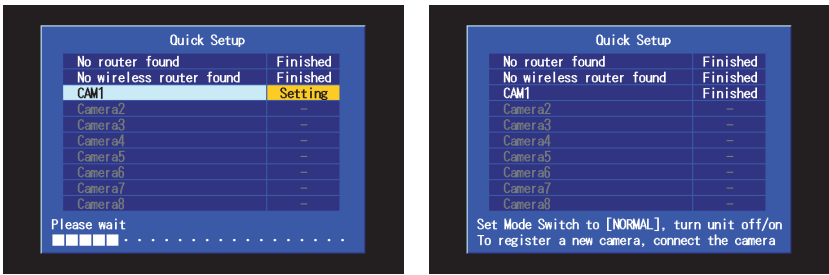 Quick Setup
No router found Finished
No wireless router found Finished
CAM1 Setting
Camera2 -
Camera3 -
Camera4 -
Camera5 -
Camera6 -
Camera7 -
Camera8 -
Please wait
Quick Setup
No router found Finished
No wireless router found Finished
CAM1 Finished
Camera2 -
Camera3 -
Camera4 -
Camera5 -
Camera6 -
Camera7 -
Camera8 -
Set Mode Switch to [NORMAL], turn unit off/on
To register a new camera, connect the camera